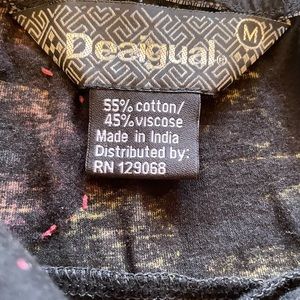 Desigual®
M
55% cotton/
45% viscose
Made in India
Distributed by:
RN 129068